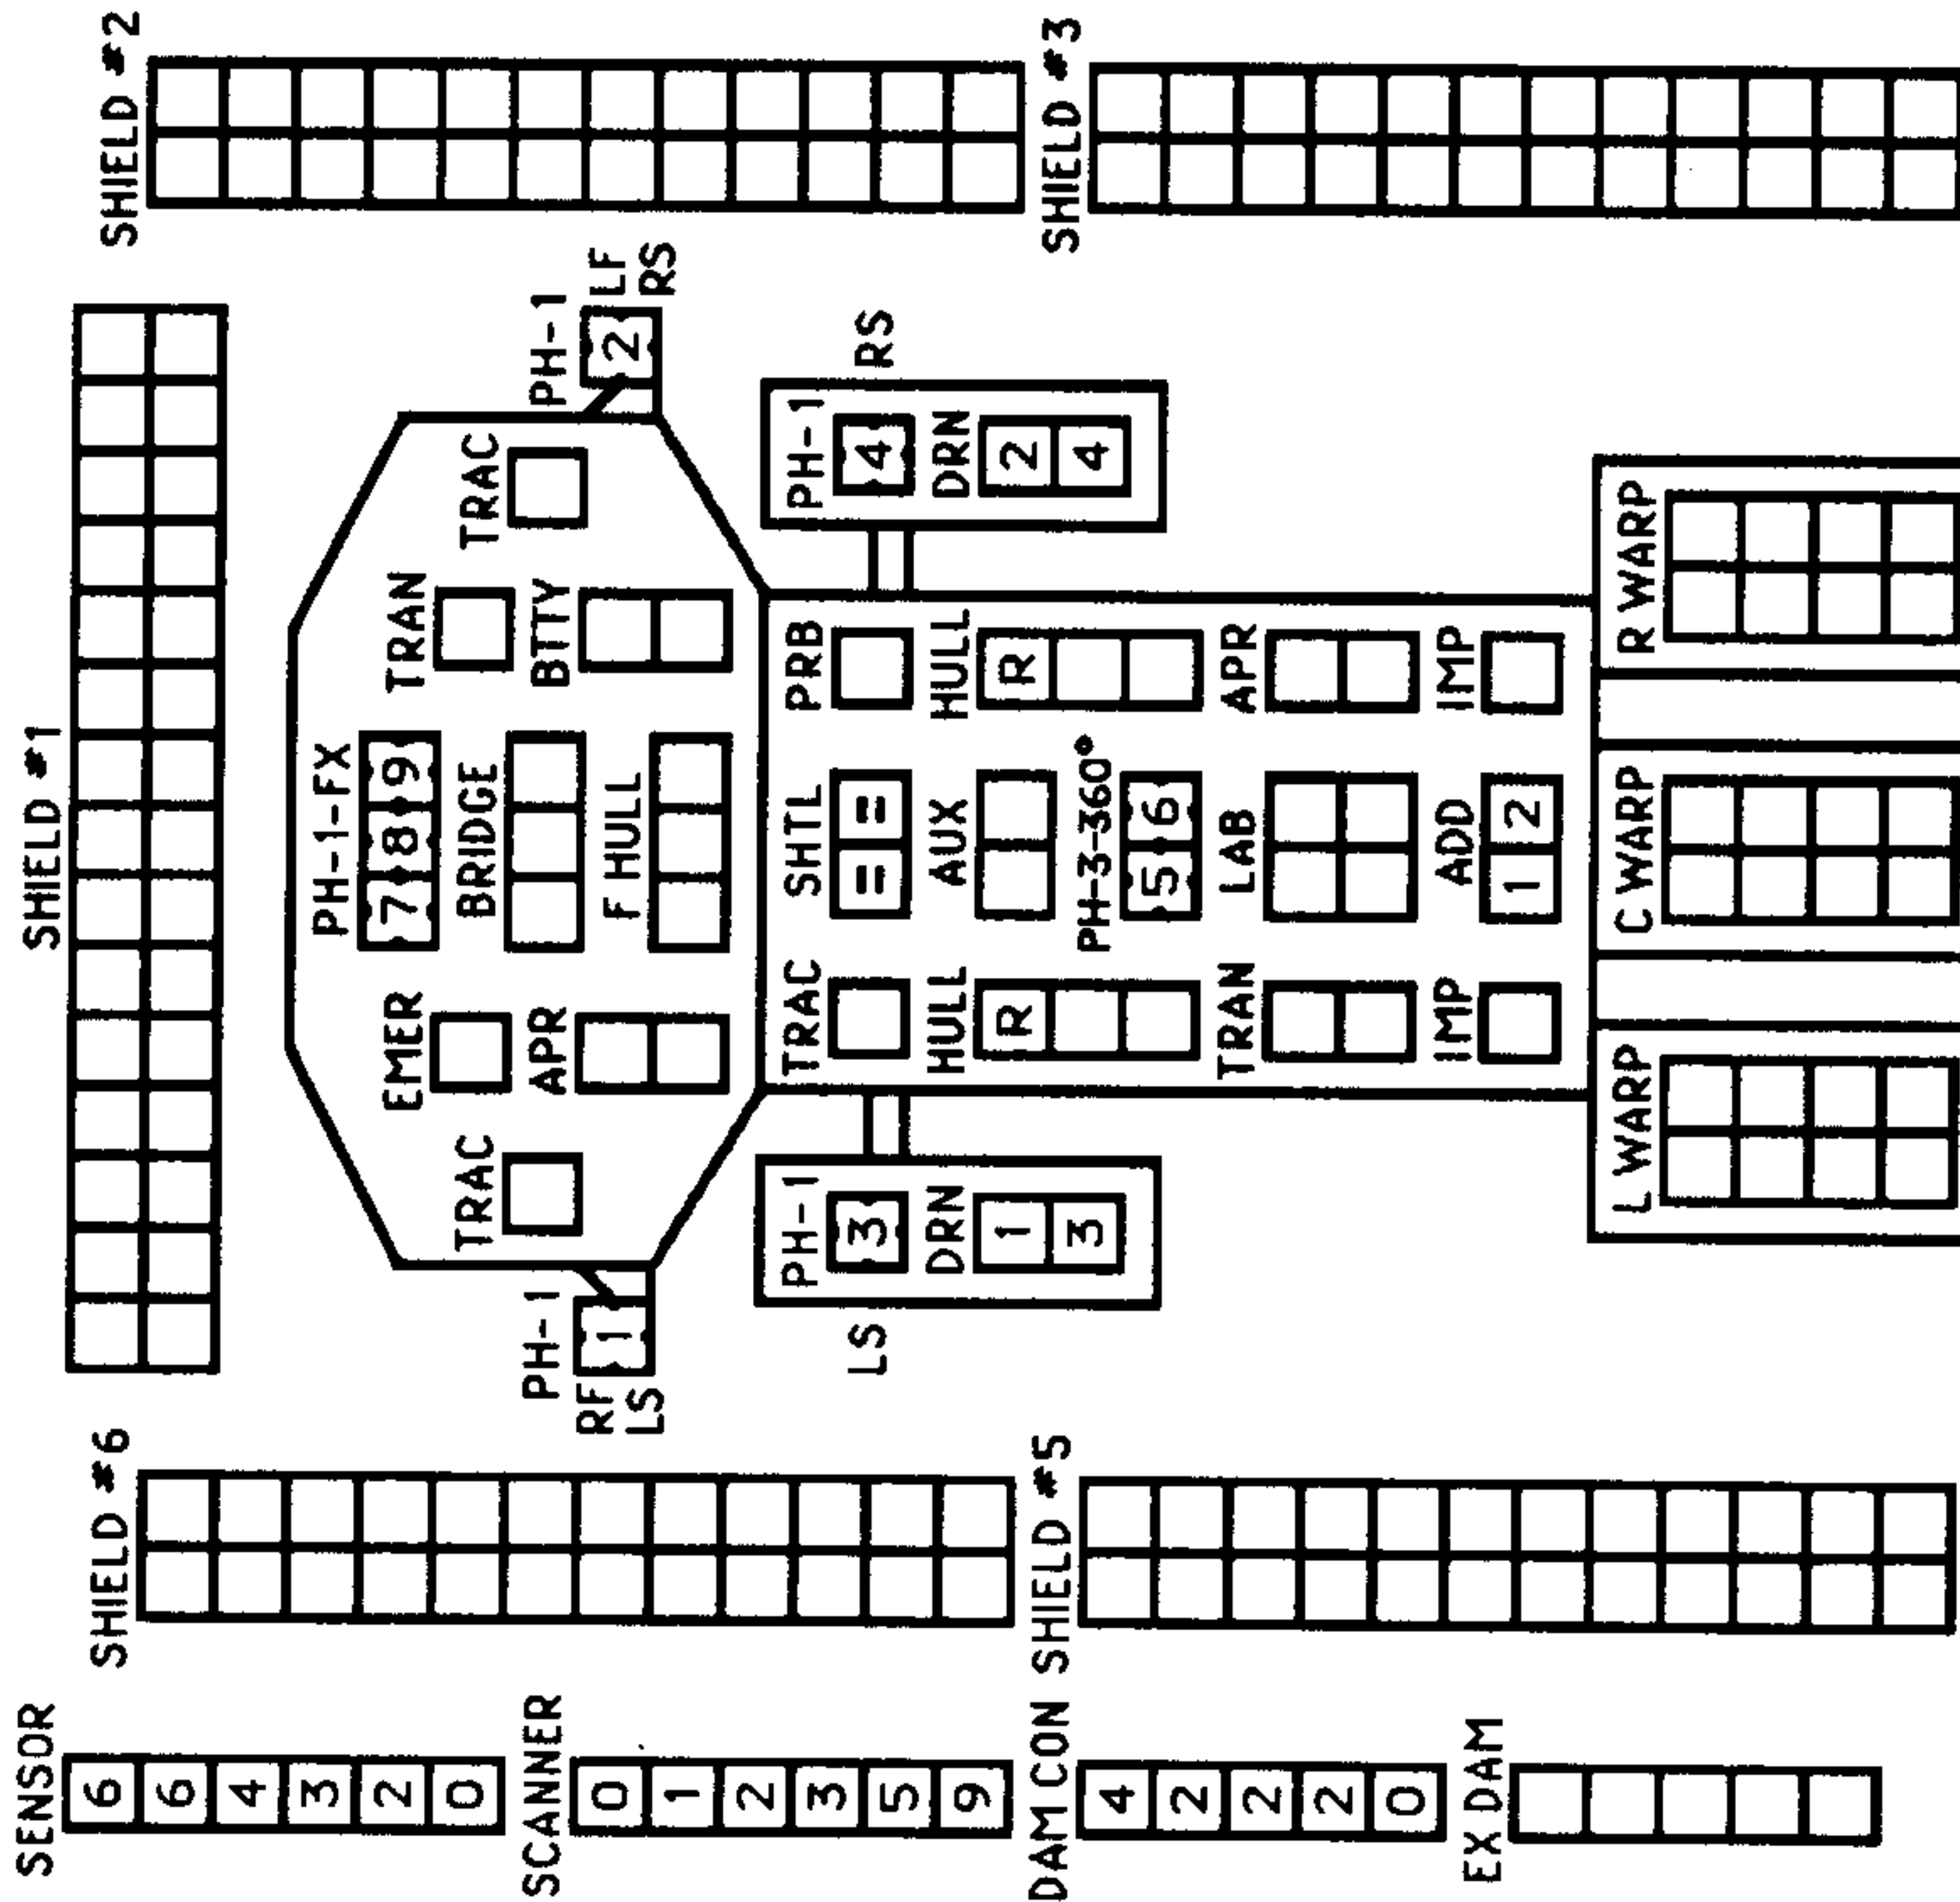 SENSOR
6
6
4
3
2
0
SCANNER
0
1
2
3
5
9
DAM CON
4
2
2
2
0
EX DAM
SHIELD #6
SHIELD #5
SHIELD #1
SHIELD #2
SHIELD #3
PH-1-FX
7 8 9
EMER
TRAN
TRAC
BRIDGE
TRAC
APR
F HULL
BTTY
PH-1
1
RF
LS
PH-1
2
LF
RS
TRAC
SHTL
= =
PRB
PH-1
3
LS
PH-1
4
RS
DRN
1
3
HULL
R
AUX
HULL
R
DRN
2
4
PH-3-360°
5 6
TRAN
LAB
APR
IMP
ADD
1 2
IMP
L WARP
C WARP
R WARP